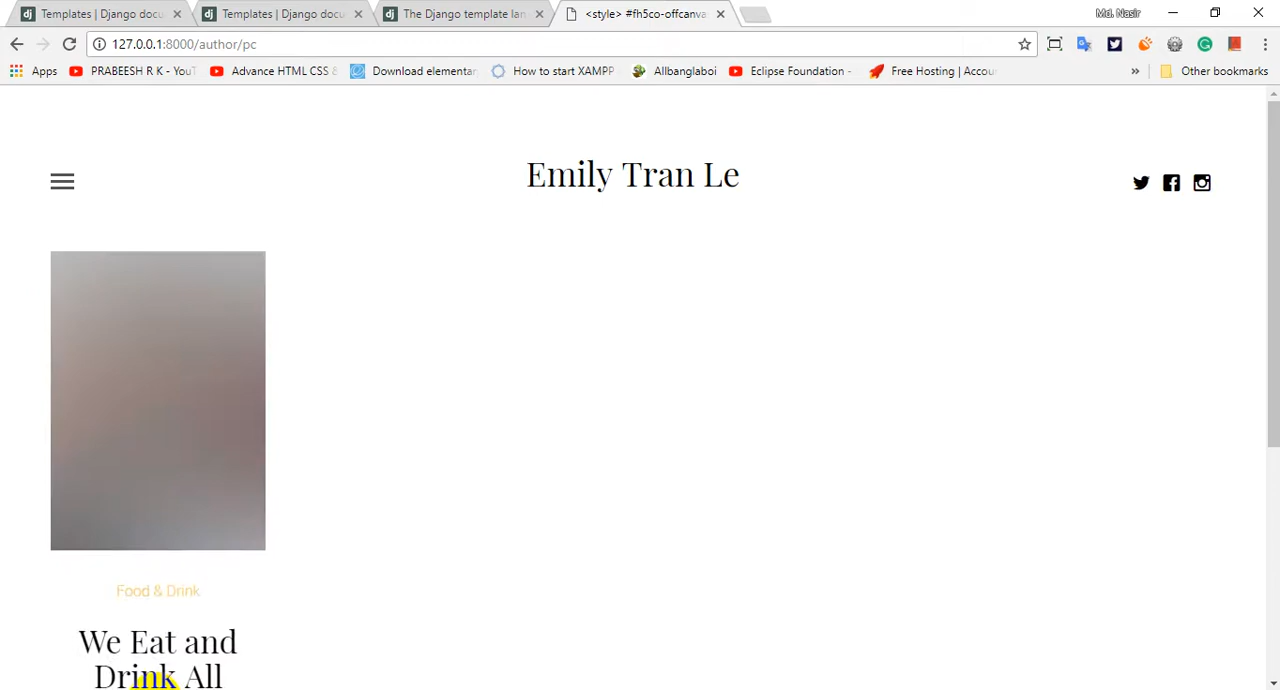 Templates | Django docu
Templates | Django docu
The Django template lan
<style> #fh5co-offcanva
Md. Nasir
127.0.0.1:8000/author/pc
Apps
PRABEESH R K - YouT
Advance HTML CSS &
Download elementar
How to start XAMPP
Allbanglaboi
Eclipse Foundation -
Free Hosting | Accou
»
Other bookmarks
Emily Tran Le
Food & Drink
We Eat and
Drink All